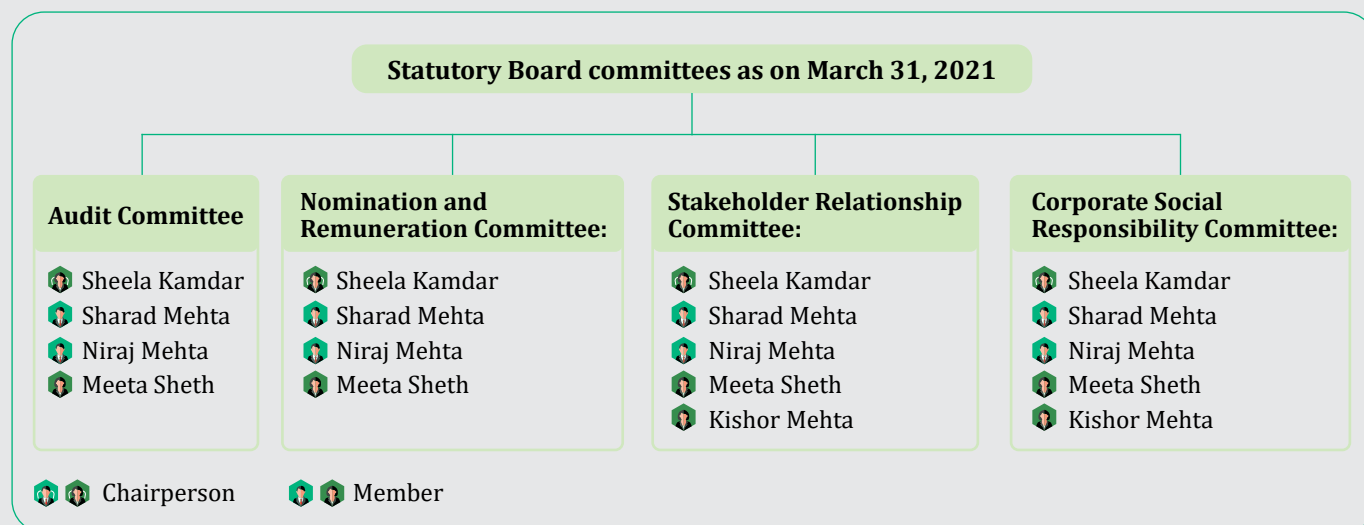 Statutory Board committees as on March 31, 2021
Audit Committee
Sheela Kamdar
Sharad Mehta
Niraj Mehta
Meeta Sheth
Nomination and
Remuneration Committee:
Sheela Kamdar
Sharad Mehta
Niraj Mehta
Meeta Sheth
Stakeholder Relationship
Committee:
Sheela Kamdar
Sharad Mehta
Niraj Mehta
Meeta Sheth
Kishor Mehta
Corporate Social
Responsibility Committee:
Sheela Kamdar
Sharad Mehta
Niraj Mehta
Meeta Sheth
Kishor Mehta
Chairperson
Member